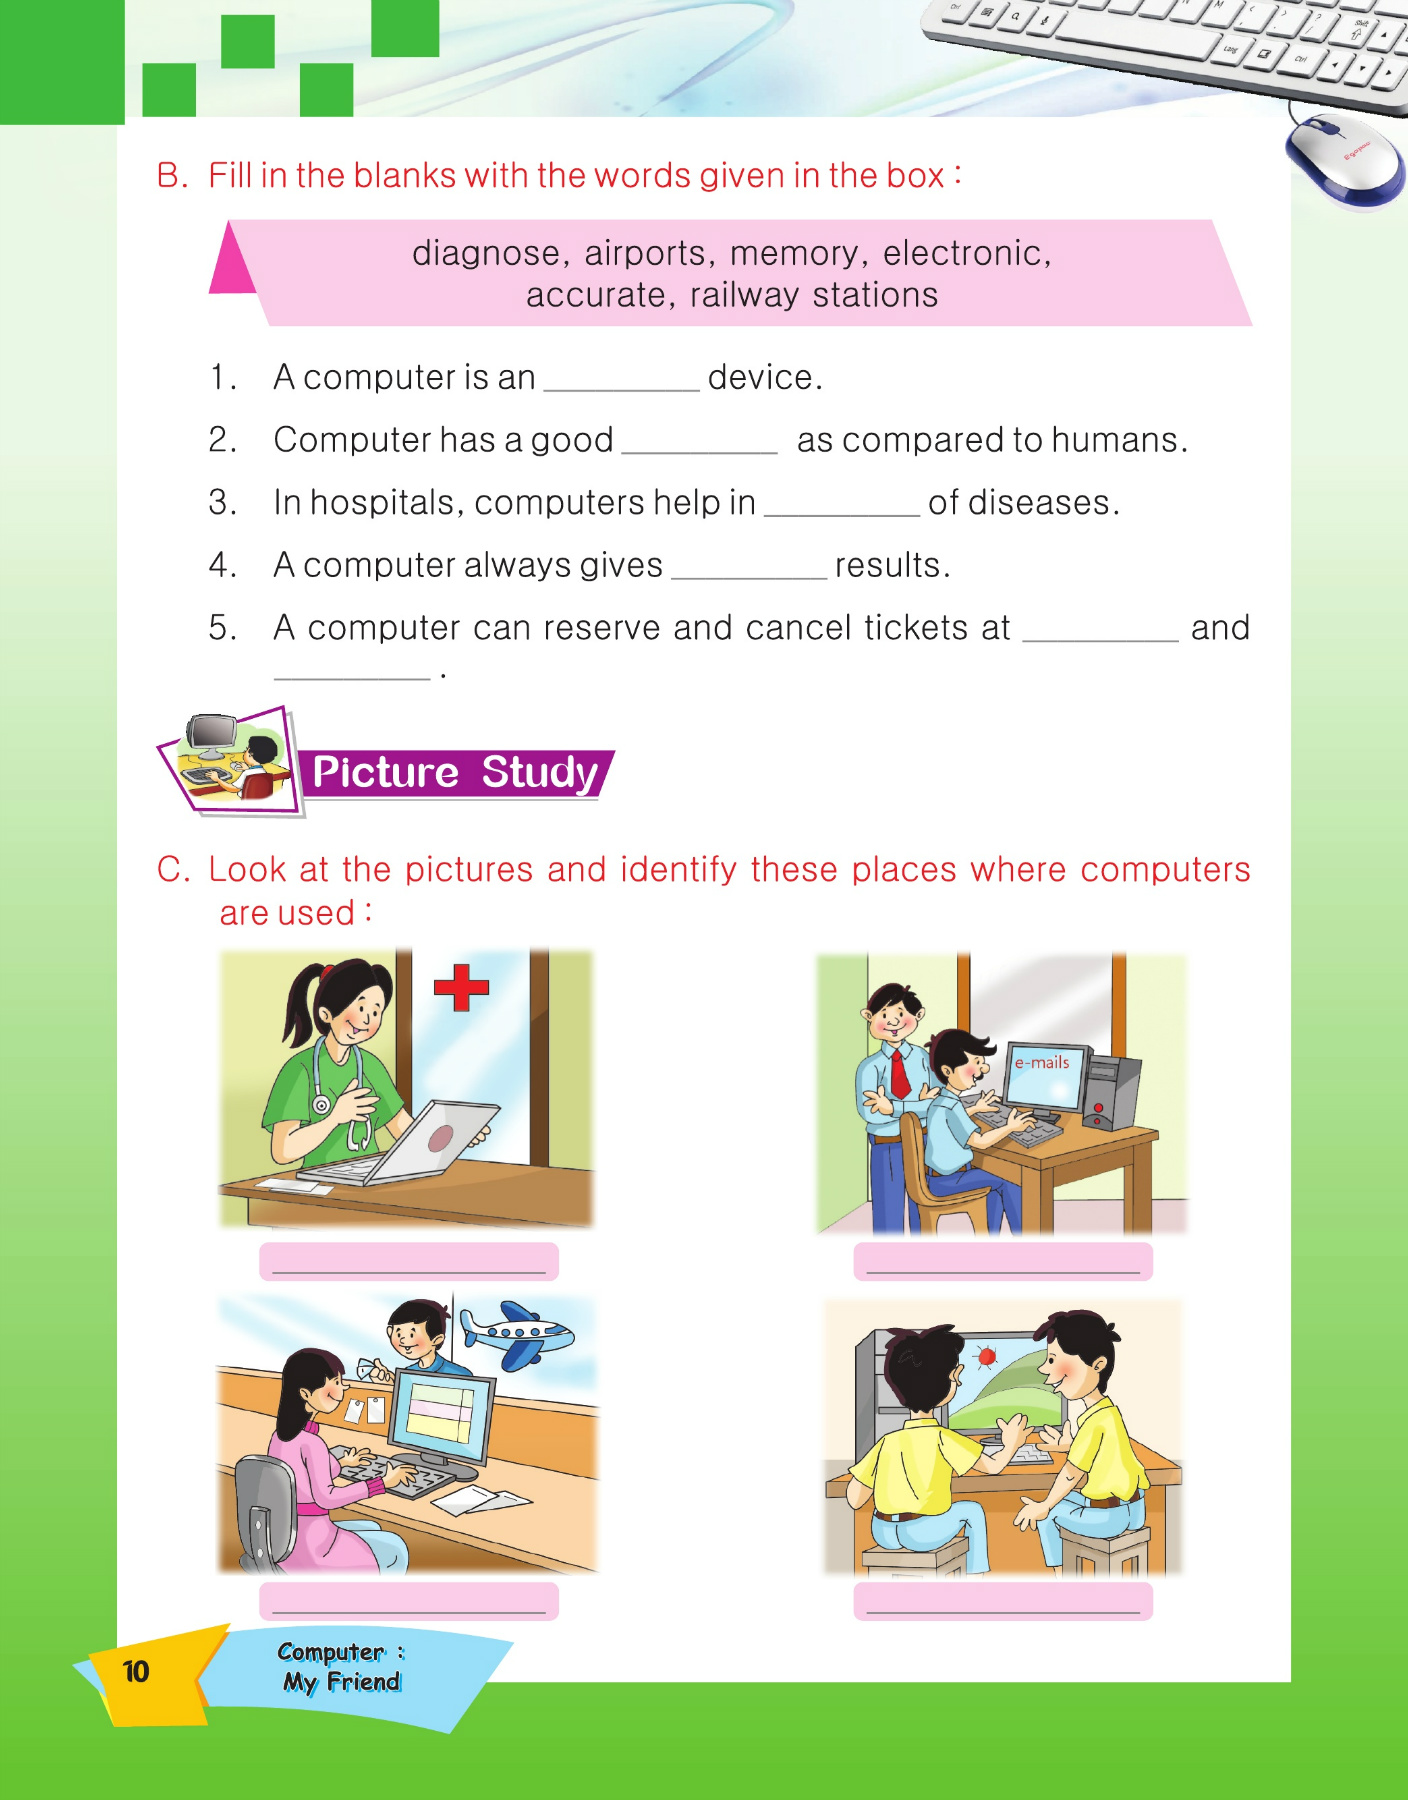 B. Fill in the blanks with the words given in the box :
diagnose, airports, memory, electronic,
accurate, railway stations
1. A computer is an _________ device.
2. Computer has a good _________ as compared to humans.
3. In hospitals, computers help in _________ of diseases.
4. A computer always gives _________ results.
5. A computer can reserve and cancel tickets at _________ and
_________ .
Picture Study
C. Look at the pictures and identify these places where computers
are used :
e-mails
10
Computer :
My Friend